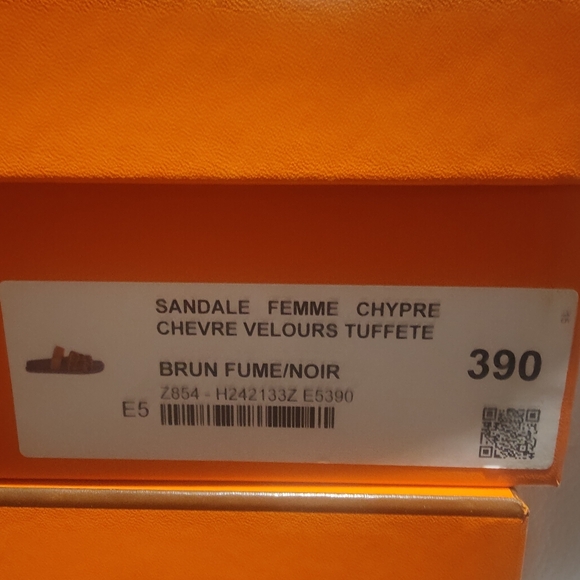 SANDALE FEMME CHYPRE
CHEVRE VELOURS TUFFETE
BRUN FUME/NOIR
390
Z854 - H242133Z E5390
E5